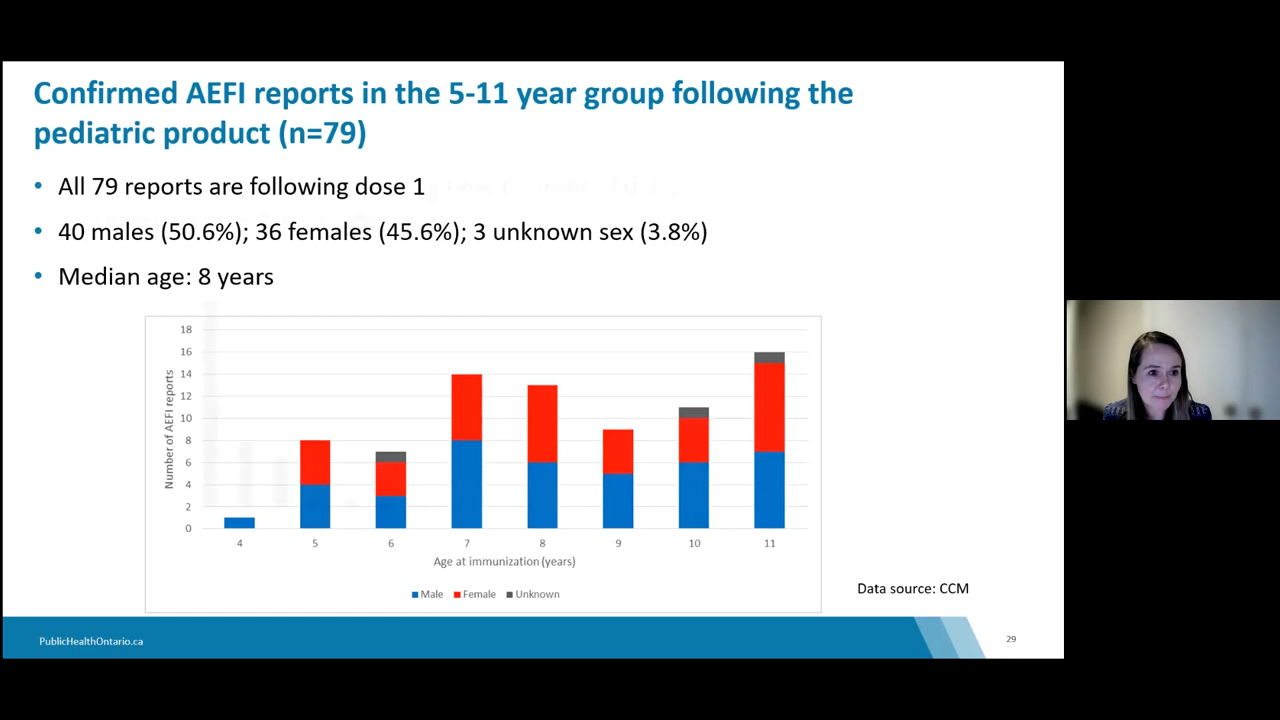 Confirmed AEFI reports in the 5-11 year group following the
pediatric product (n=79)
• All 79 reports are following dose 1
• 40 males (50.6%); 36 females (45.6%); 3 unknown sex (3.8%)
• Median age: 8 years
Number of AEFI reports
18
16
14
12
10
8
6
4
2
0
4 5 6 7 8 9 10 11
Age at immunization (years)
Male Female Unknown
Data source: CCM
PublicHealthOntario.ca
29